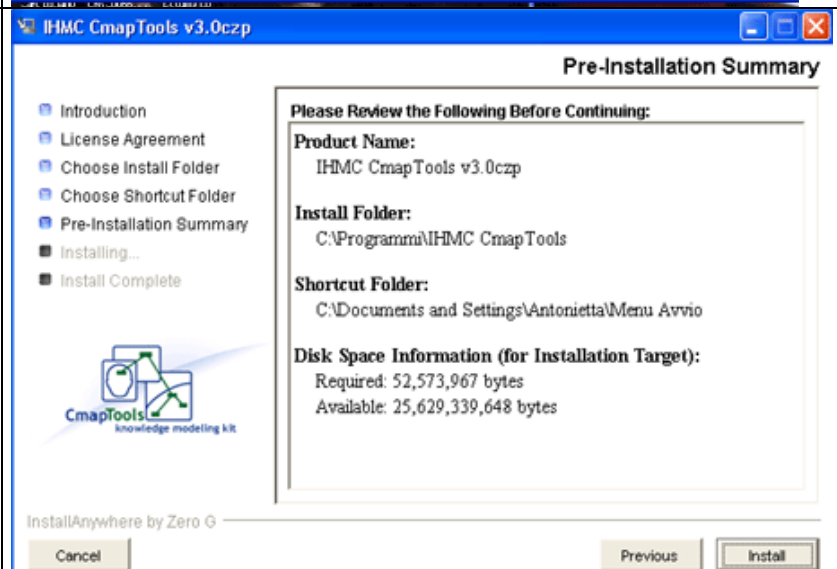 IHMC CmapTools v3.0czp
Pre-Installation Summary
Introduction
License Agreement
Choose Install Folder
Choose Shortcut Folder
Pre-Installation Summary
Installing...
Install Complete
CmapTools
knowledge modeling kit
Please Review the Following Before Continuing:
Product Name:
IHMC CmapTools v3.0czp
Install Folder:
C:\Programmi\IHMC CmapTools
Shortcut Folder:
C:\Documents and Settings\Antonietta\Menu Avvio
Disk Space Information (for Installation Target):
Required: 52,573,967 bytes
Available: 25,629,339,648 bytes
InstallAnywhere by Zero G
Cancel
Previous
Install